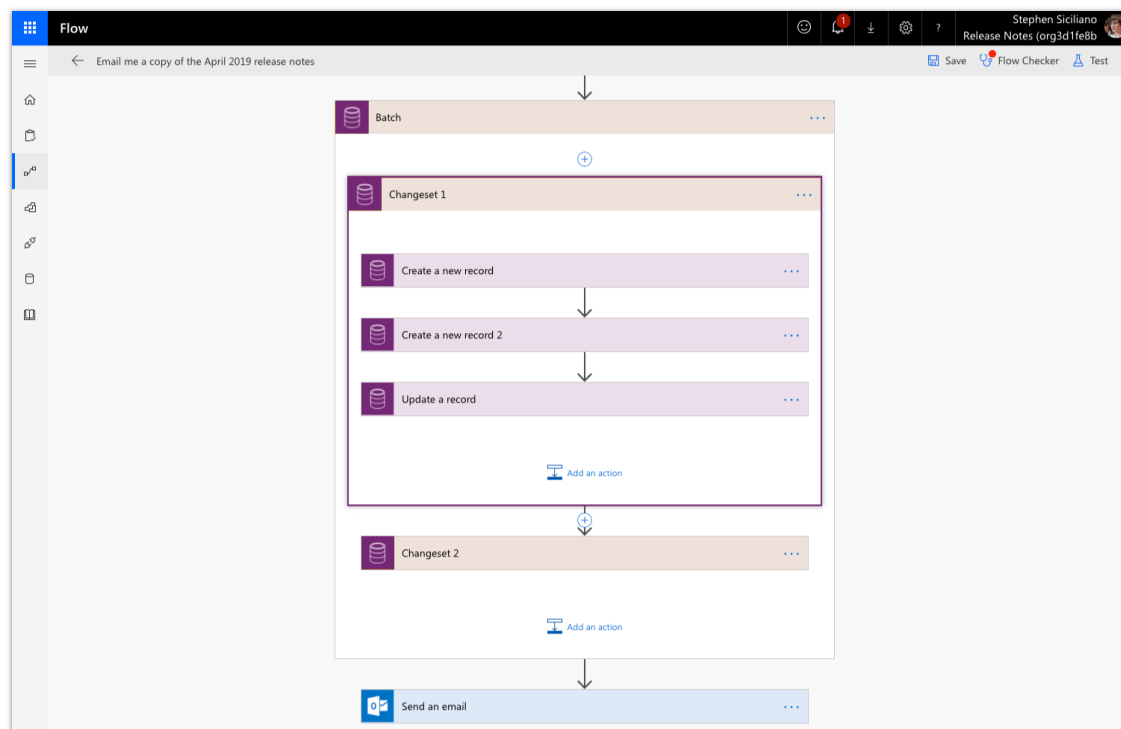 Flow
1
?
Stephen Siciliano
Release Notes (org3d1fe8b
Email me a copy of the April 2019 release notes
Save
Flow Checker
Test
Batch
Changeset 1
Create a new record
Create a new record 2
Update a record
Add an action
Changeset 2
Add an action
Send an email